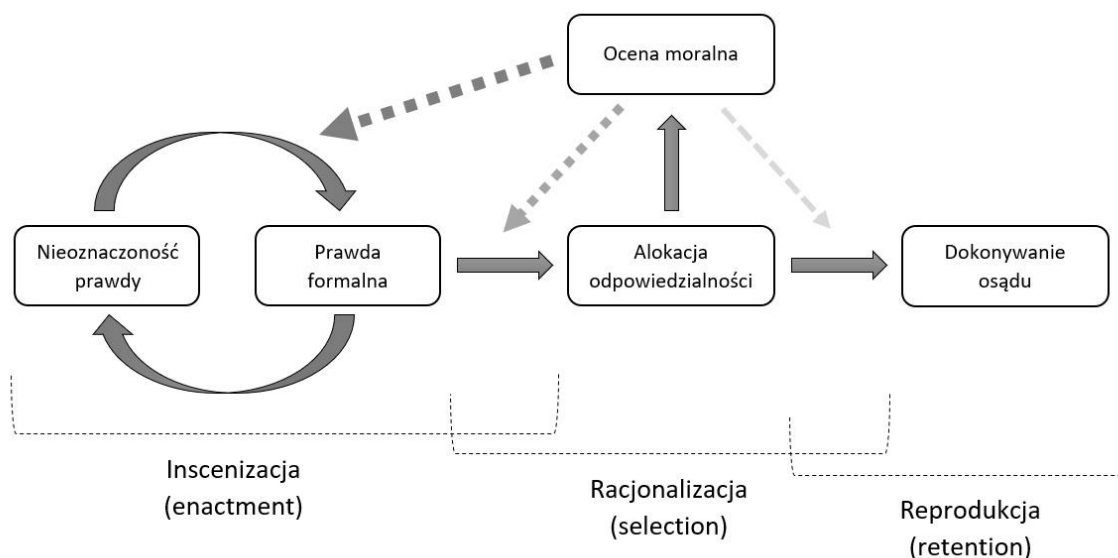 Ocena moralna
Nieoznaczoność
prawdy
Prawda
formalna
Alokacja
odpowiedzialności
Dokonywanie
osądu
Inscenizacja
(enactment)
Racjonalizacja
(selection)
Reprodukcja
(retention)